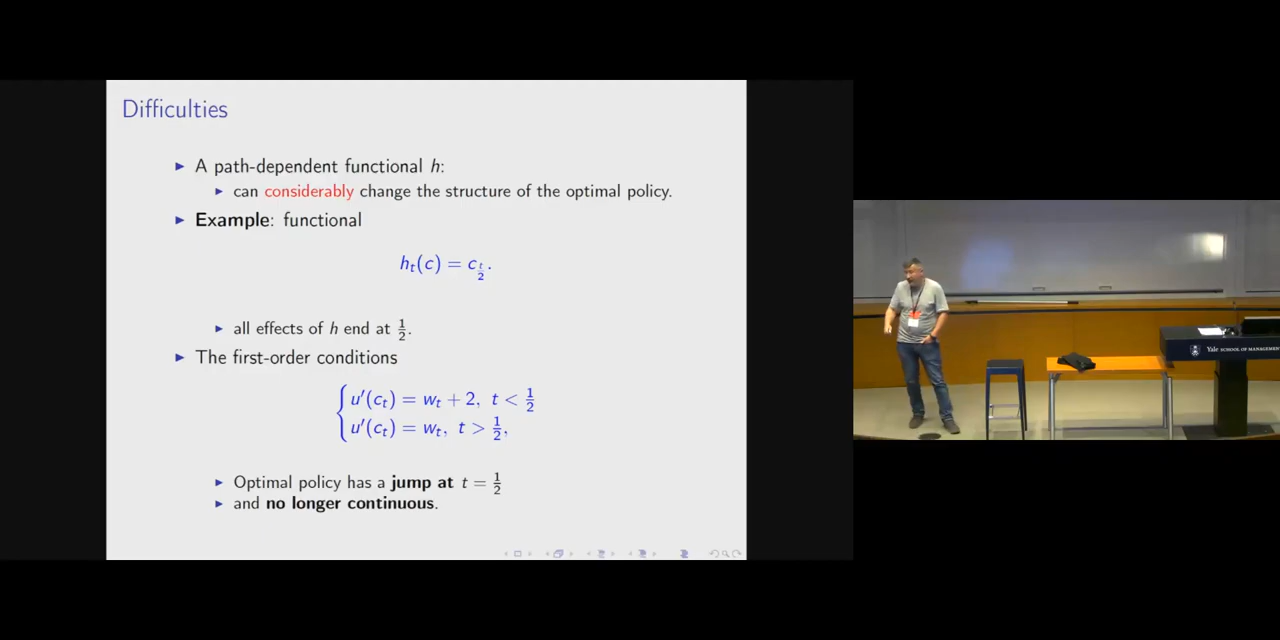 Difficulties
A path-dependent functional h:
can considerably change the structure of the optimal policy.
Example: functional
h_t(c) = c_{t/2}.
all effects of h end at 1/2.
The first-order conditions
u′(c_t) = w_t + 2, t < 1/2
u′(c_t) = w_t, t > 1/2,
Optimal policy has a jump at t = 1/2
and no longer continuous.
Yale SCHOOL OF MANAGEMENT